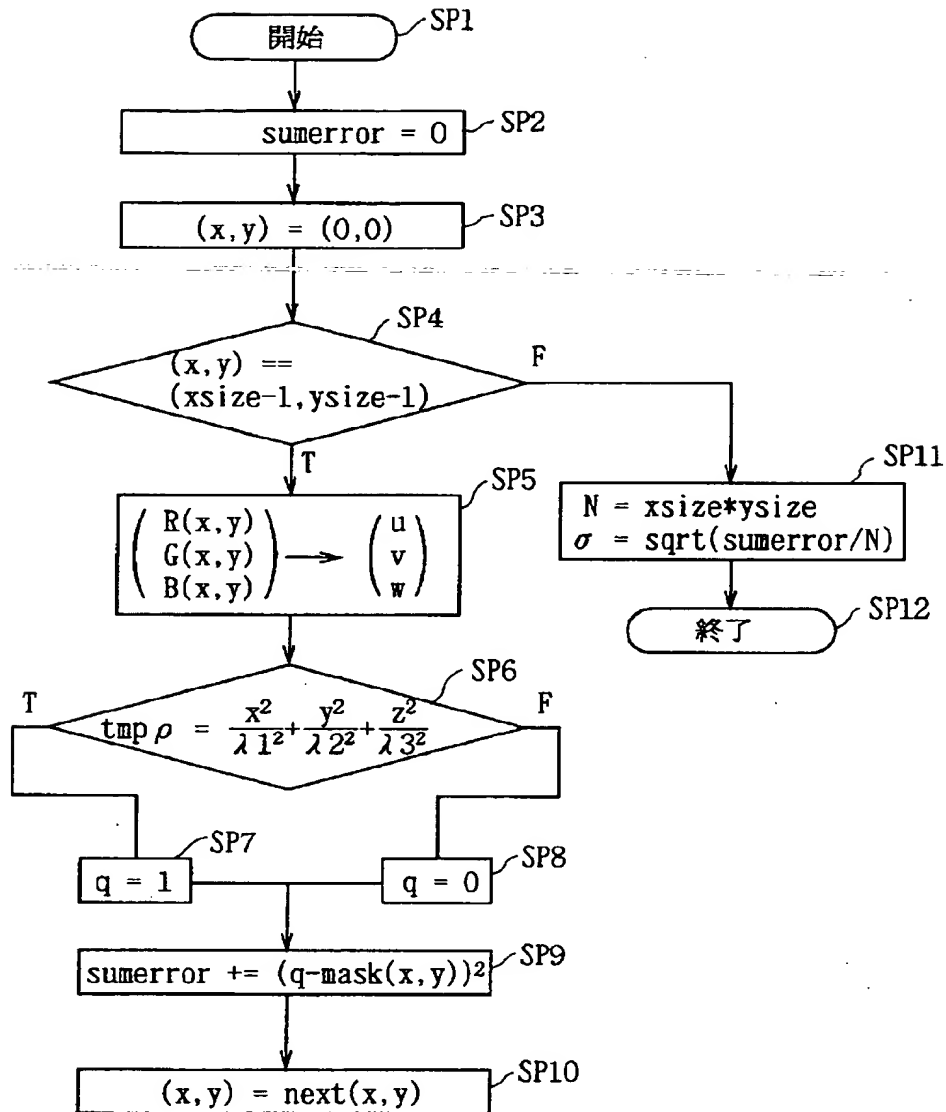 開始
SP1
sumerror = 0
SP2
(x,y) = (0,0)
SP3
SP4
(x,y) ==
(xsize-1,ysize-1)
F
T
SP5
R(x,y)
G(x,y)
B(x,y)
u
v
w
SP11
N = xsize*ysize
σ = sqrt(sumerror/N)
終了
SP12
SP6
T
tmpρ = x²/λ1² + y²/λ2² + z²/λ3²
F
SP7
q = 1
SP8
q = 0
sumerror += (q-mask(x,y))²
SP9
(x,y) = next(x,y)
SP10